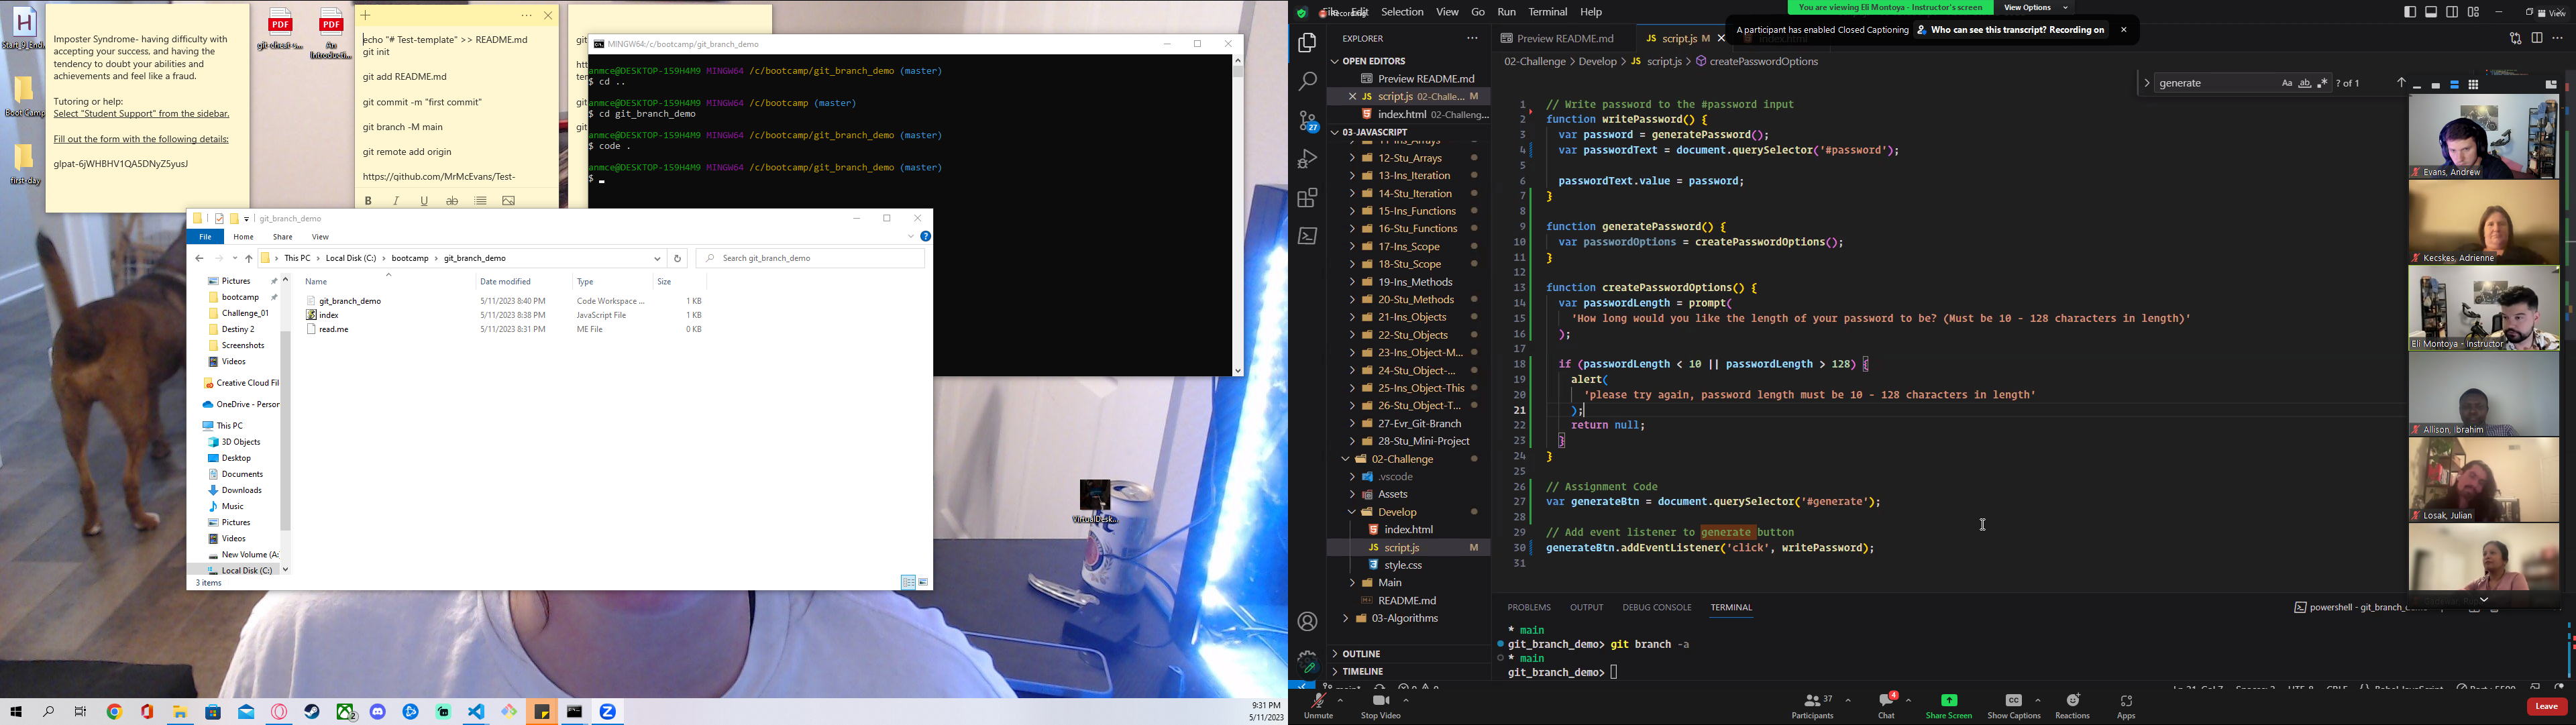 Start_9_End...
Boot Camp
first-day
Imposter Syndrome- having difficulty with
accepting your success, and having the
tendency to doubt your abilities and
achievements and feel like a fraud.
Tutoring or help:
Select "Student Support" from the sidebar.
Fill out the form with the following details:
glpat-6jWHBHV1QA5DNyZ5yusJ
PDF
git-cheat-s...
PDF
An
Introducti...
echo "# Test-template" >> README.md
git init
git add README.md
git commit -m "first commit"
git branch -M main
git remote add origin
https://github.com/MrMcEvans/Test-
MINGW64:/c/bootcamp/git_branch_demo
anmce@DESKTOP-159H4M9 MINGW64 /c/bootcamp/git_branch_demo (master)
$ cd ..
anmce@DESKTOP-159H4M9 MINGW64 /c/bootcamp (master)
$ cd git_branch_demo
anmce@DESKTOP-159H4M9 MINGW64 /c/bootcamp/git_branch_demo (master)
$ code .
anmce@DESKTOP-159H4M9 MINGW64 /c/bootcamp/git_branch_demo (master)
$
git_branch_demo
File Home Share View
This PC > Local Disk (C:) > bootcamp > git_branch_demo
Search git_branch_demo
Name Date modified Type Size
git_branch_demo 5/11/2023 8:40 PM Code Workspace ... 1 KB
index 5/11/2023 8:38 PM JavaScript File 1 KB
read.me 5/11/2023 8:31 PM ME File 0 KB
Pictures
bootcamp
Challenge_01
Destiny 2
Screenshots
Videos
Creative Cloud Fil
OneDrive - Person
This PC
3D Objects
Desktop
Documents
Downloads
Music
Pictures
Videos
New Volume (A:
Local Disk (C:)
3 items
VirtualDesk...
9:31 PM
5/11/2023
Recording
File Edit Selection View Go Run Terminal Help
You are viewing Eli Montoya - Instructor's screen
View Options
View
A participant has enabled Closed Captioning
Who can see this transcript? Recording on
EXPLORER
OPEN EDITORS
Preview README.md
script.js 02-Challe... M
index.html 02-Challeng...
03-JAVASCRIPT
11-Ins_Arrays
12-Stu_Arrays
13-Ins_Iteration
14-Stu_Iteration
15-Ins_Functions
16-Stu_Functions
17-Ins_Scope
18-Stu_Scope
19-Ins_Methods
20-Stu_Methods
21-Ins_Objects
22-Stu_Objects
23-Ins_Object-M...
24-Stu_Object-...
25-Ins_Object-This
26-Stu_Object-T...
27-Evr_Git-Branch
28-Stu_Mini-Project
02-Challenge
.vscode
Assets
Develop
index.html
script.js M
style.css
Main
README.md
03-Algorithms
OUTLINE
TIMELINE
27
Preview README.md
script.js M
02-Challenge > Develop > JS script.js > createPasswordOptions
generate
? of 1
1 // Write password to the #password input
2 function writePassword() {
3 var password = generatePassword();
4 var passwordText = document.querySelector('#password');
5
6 passwordText.value = password;
7 }
8
9 function generatePassword() {
10 var passwordOptions = createPasswordOptions();
11 }
12
13 function createPasswordOptions() {
14 var passwordLength = prompt(
15 'How long would you like the length of your password to be? (Must be 10 - 128 characters in length)'
16 );
17
18 if (passwordLength < 10 || passwordLength > 128) {
19 alert(
20 'please try again, password length must be 10 - 128 characters in length'
21 );
22 return null;
23 }
24 }
25
26 // Assignment Code
27 var generateBtn = document.querySelector('#generate');
28
29 // Add event listener to generate button
30 generateBtn.addEventListener('click', writePassword);
31
PROBLEMS OUTPUT DEBUG CONSOLE TERMINAL
powershell - git_branch_de
* main
git_branch_demo> git branch -a
* main
git_branch_demo>
Evans, Andrew
Kecskes, Adrienne
Eli Montoya - Instructor
Allison, Ibrahim
Losak, Julian
Unmute
Stop Video
Participants 37
Chat 4
Share Screen
Show Captions
Reactions
Apps
Leave